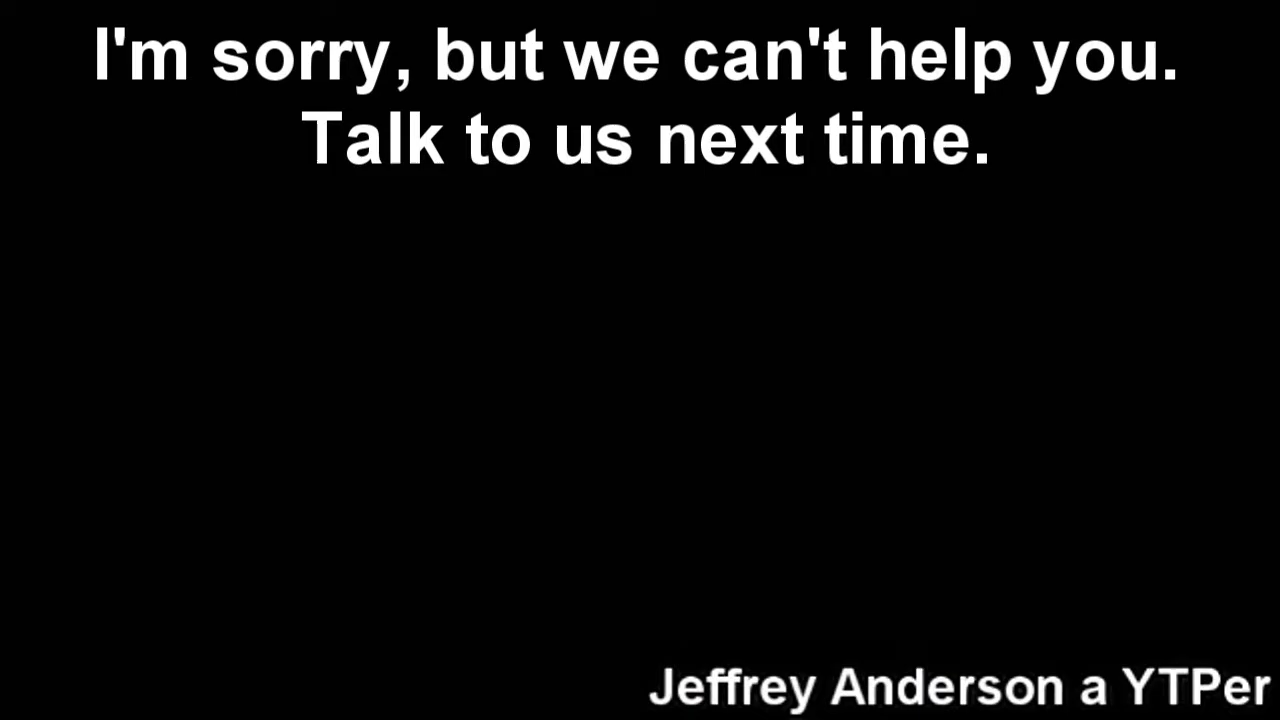 I'm sorry, but we can't help you.
Talk to us next time.
Jeffrey Anderson a YTPer